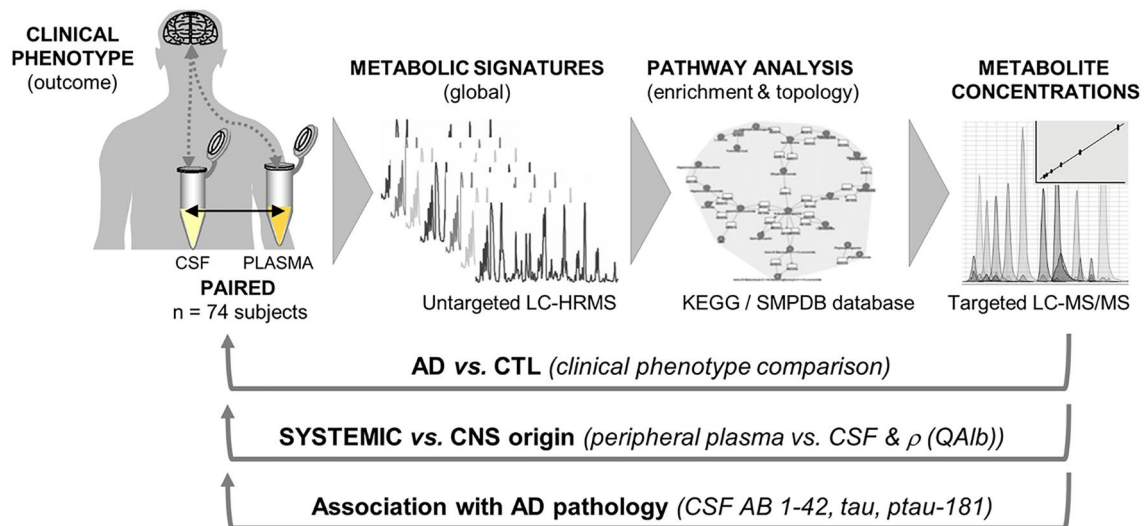 CLINICAL
PHENOTYPE
(outcome)
CSF
PLASMA
PAIRED
n = 74 subjects
METABOLIC SIGNATURES
(global)
Untargeted LC-HRMS
PATHWAY ANALYSIS
(enrichment & topology)
KEGG / SMPDB database
METABOLITE
CONCENTRATIONS
Targeted LC-MS/MS
AD vs. CTL (clinical phenotype comparison)
SYSTEMIC vs. CNS origin (peripheral plasma vs. CSF & ρ (QAlb))
Association with AD pathology (CSF AB 1-42, tau, ptau-181)